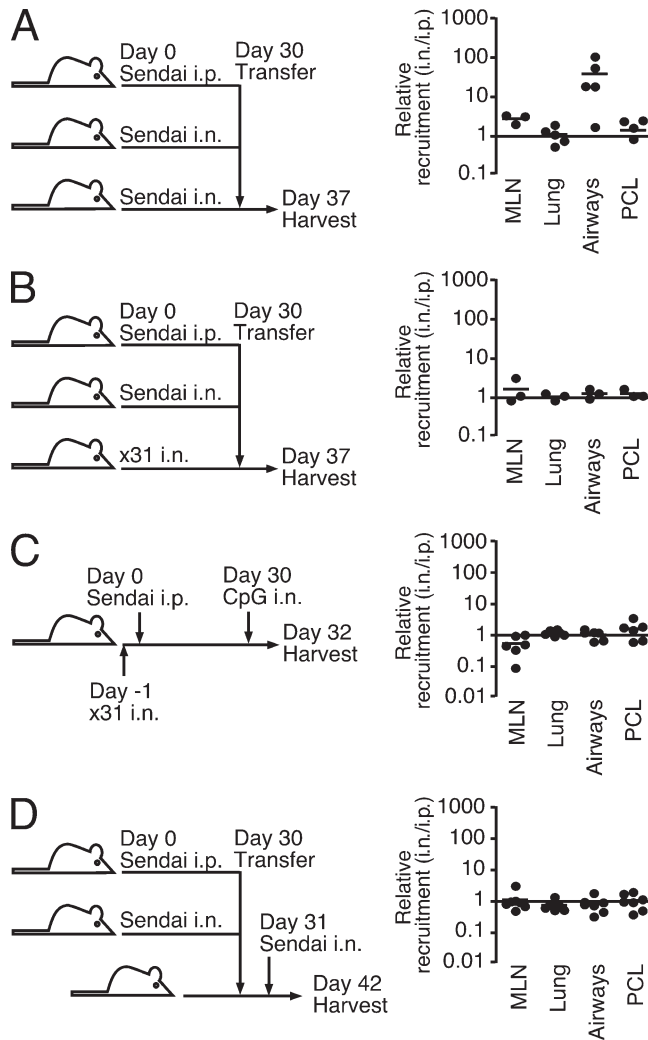 A
Day 0
Sendai i.p.
Day 30
Transfer
Sendai i.n.
Sendai i.n.
Day 37
Harvest
Relative
recruitment (i.n./i.p.)
1000
100
10
1
0.1
MLN
Lung
Airways
PCL
B
Day 0
Sendai i.p.
Day 30
Transfer
Sendai i.n.
x31 i.n.
Day 37
Harvest
Relative
recruitment (i.n./i.p.)
1000
100
10
1
0.1
MLN
Lung
Airways
PCL
C
Day 0
Sendai i.p.
Day 30
CpG i.n.
Day 32
Harvest
Day -1
x31 i.n.
Relative
recruitment (i.n./i.p.)
1000
100
10
1
0.1
0.01
MLN
Lung
Airways
PCL
D
Day 0
Sendai i.p.
Day 30
Transfer
Sendai i.n.
Day 31
Sendai i.n.
Day 42
Harvest
Relative
recruitment (i.n./i.p.)
1000
100
10
1
0.1
0.01
MLN
Lung
Airways
PCL